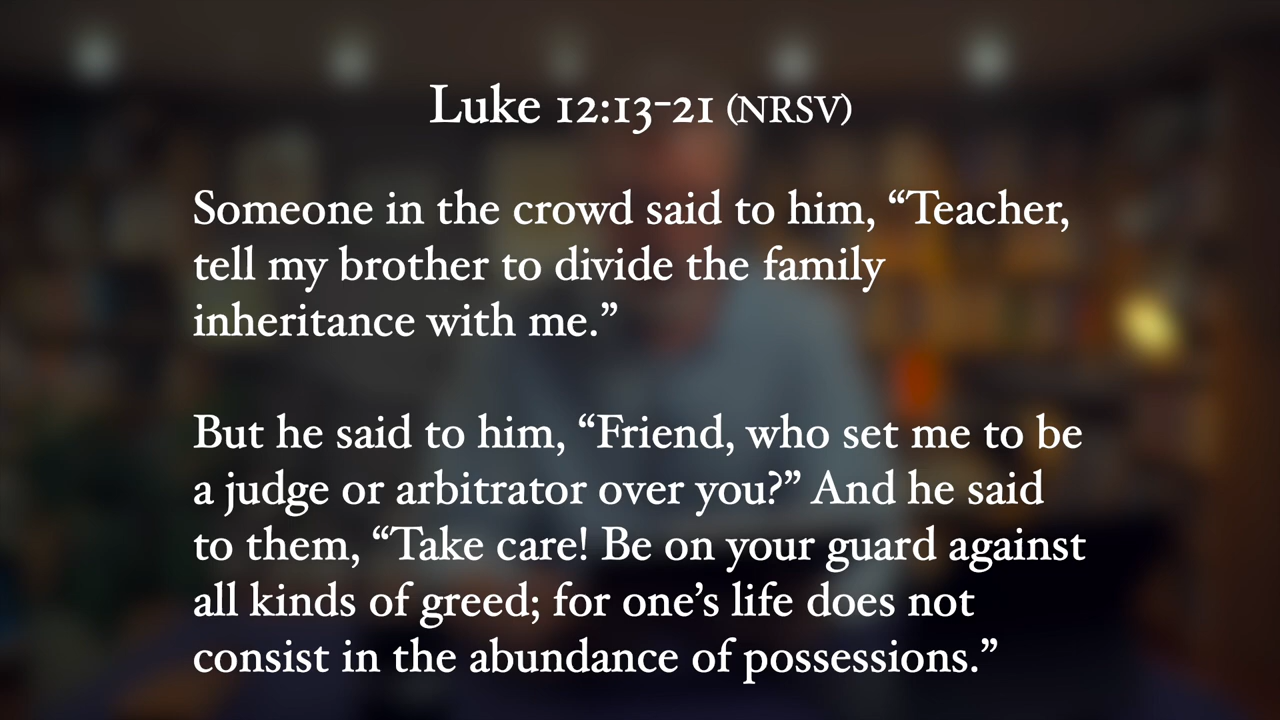 Luke 12:13-21 (NRSV)
Someone in the crowd said to him, “Teacher,
tell my brother to divide the family
inheritance with me.”
But he said to him, “Friend, who set me to be
a judge or arbitrator over you?” And he said
to them, “Take care! Be on your guard against
all kinds of greed; for one’s life does not
consist in the abundance of possessions.”